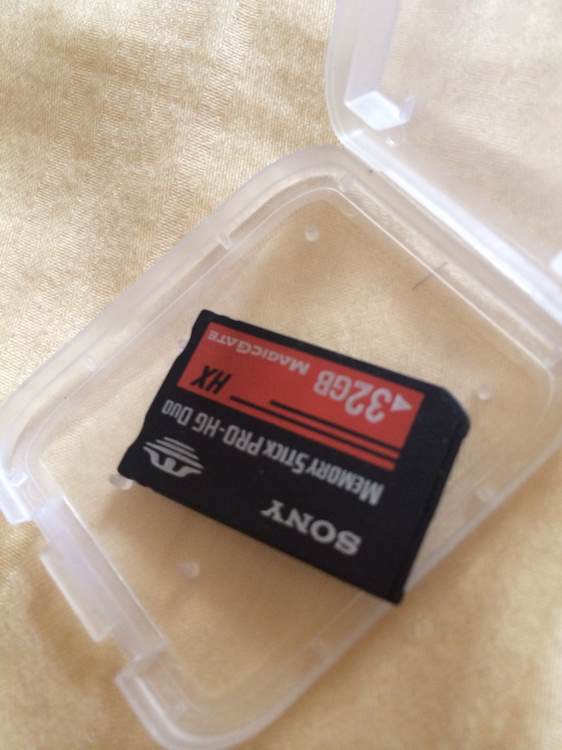 SONY
MEMORY STICK PRO-HG DUO
32GB
HX
MAGICGATE